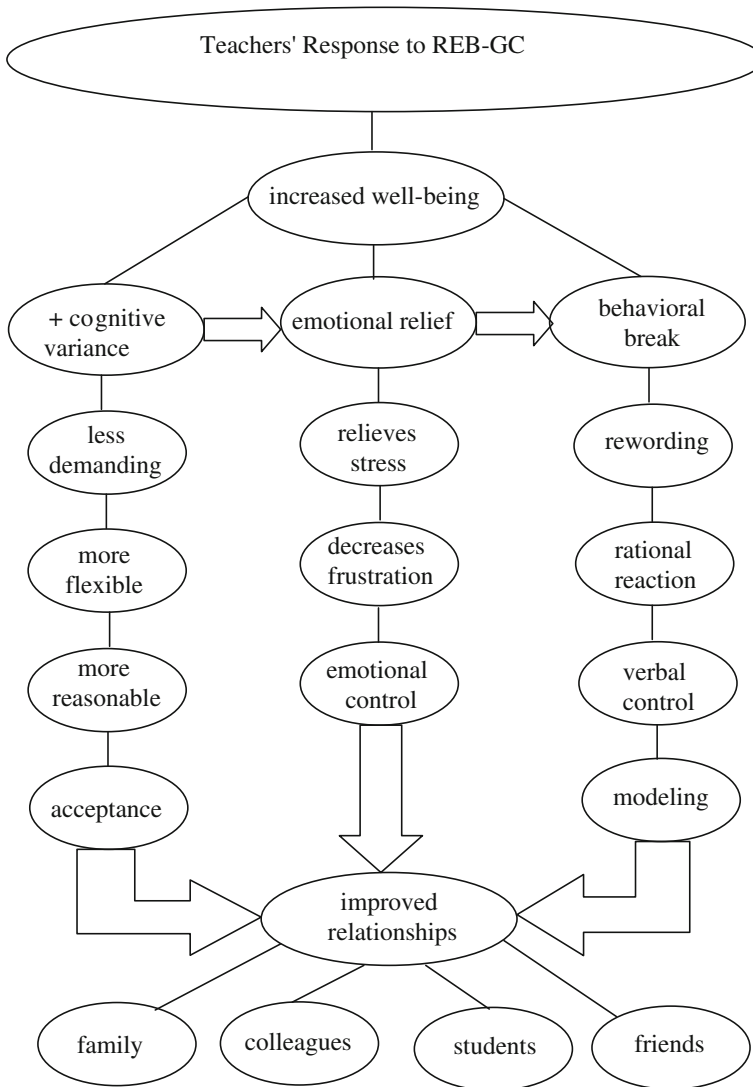 Teachers' Response to REB-GC
increased well-being
+ cognitive
variance
emotional relief
behavioral
break
less
demanding
relieves
stress
rewording
more
flexible
decreases
frustration
rational
reaction
more
reasonable
emotional
control
verbal
control
acceptance
modeling
improved
relationships
family
colleagues
students
friends